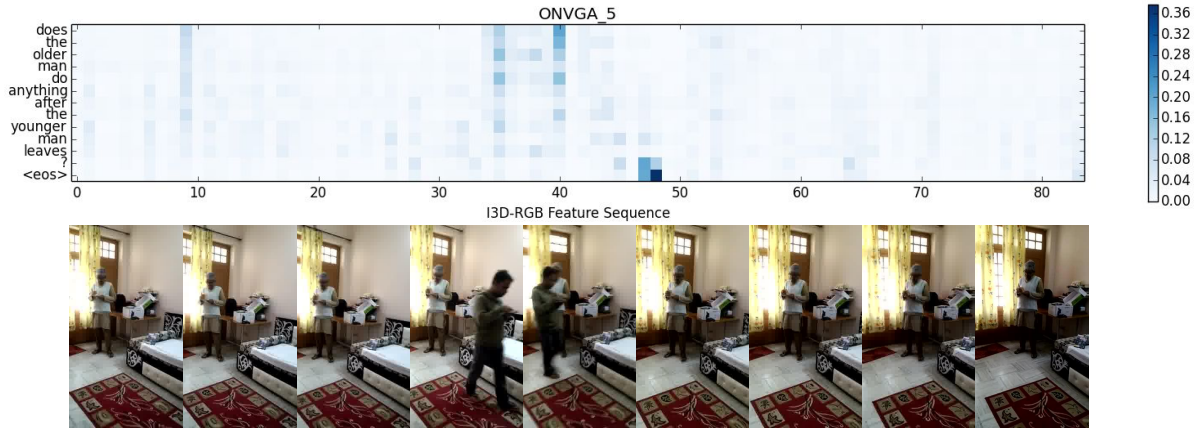 ONVGA_5
does
the
older
man
do
anything
after
the
younger
man
leaves
?
<eos>
0 10 20 30 40 50 60 70 80
I3D-RGB Feature Sequence
0.36
0.32
0.28
0.24
0.20
0.16
0.12
0.08
0.04
0.00